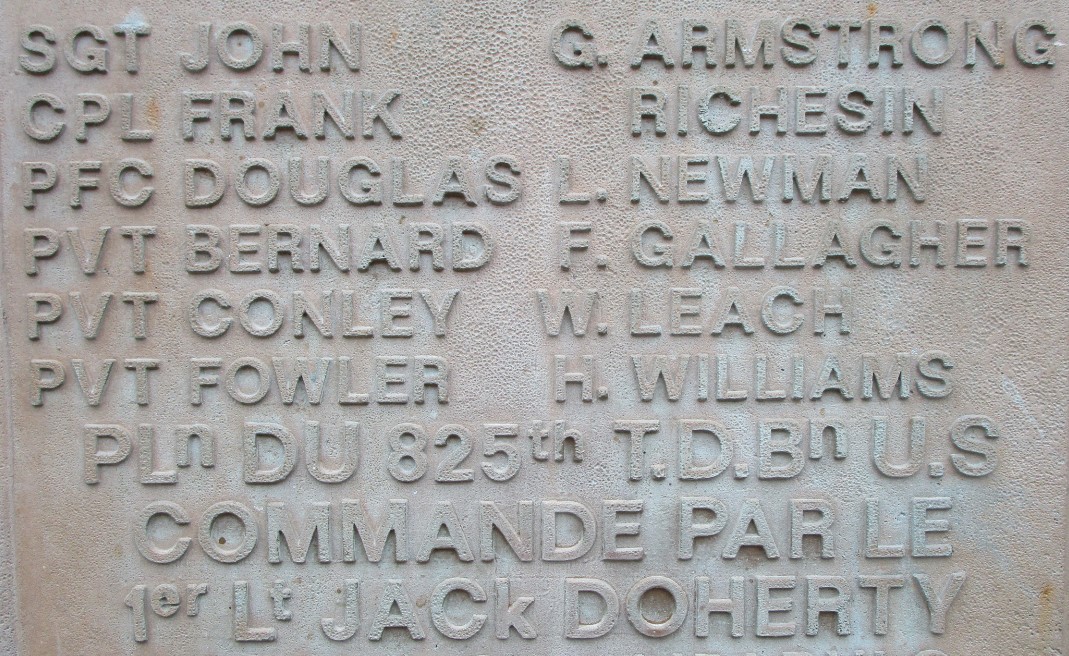 SGT JOHN G. ARMSTRONG
CPL FRANK RICHESIN
PFC DOUGLAS L. NEWMAN
PVT BERNARD F. GALLAGHER
PVT CONLEY W. LEACH
PVT FOWLER H. WILLIAMS
PLn DU 825th T.D.Bn U.S
COMMANDE PAR LE
1er Lt JACk DOHERTY